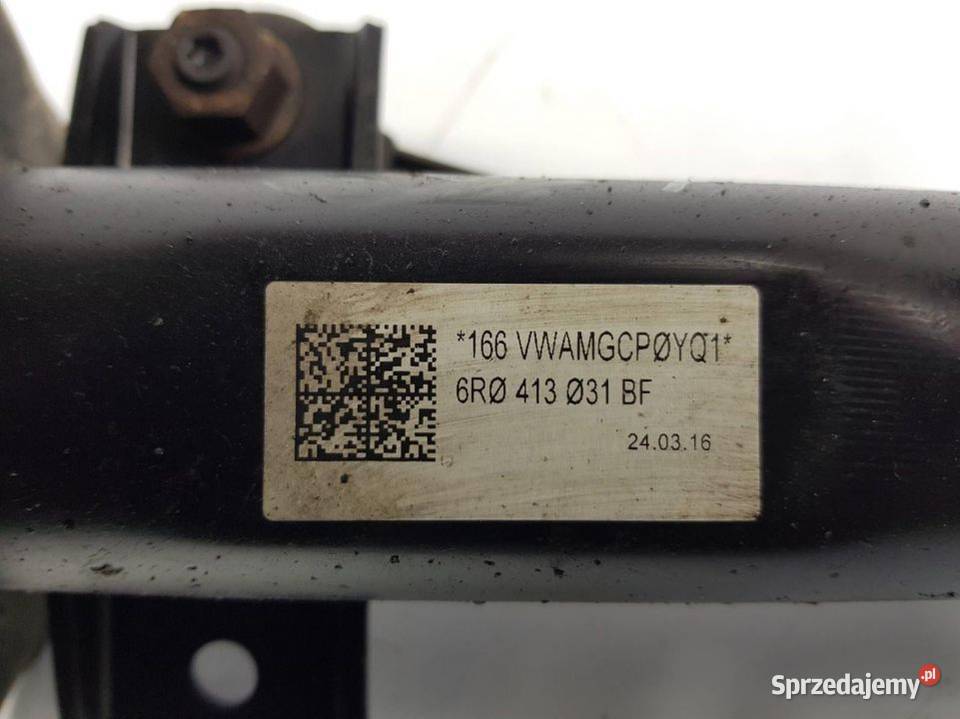 *166 VWAMGCPØYQ1*
6RØ 413 Ø31 BF
24.03.16
Sprzedajemy.pl